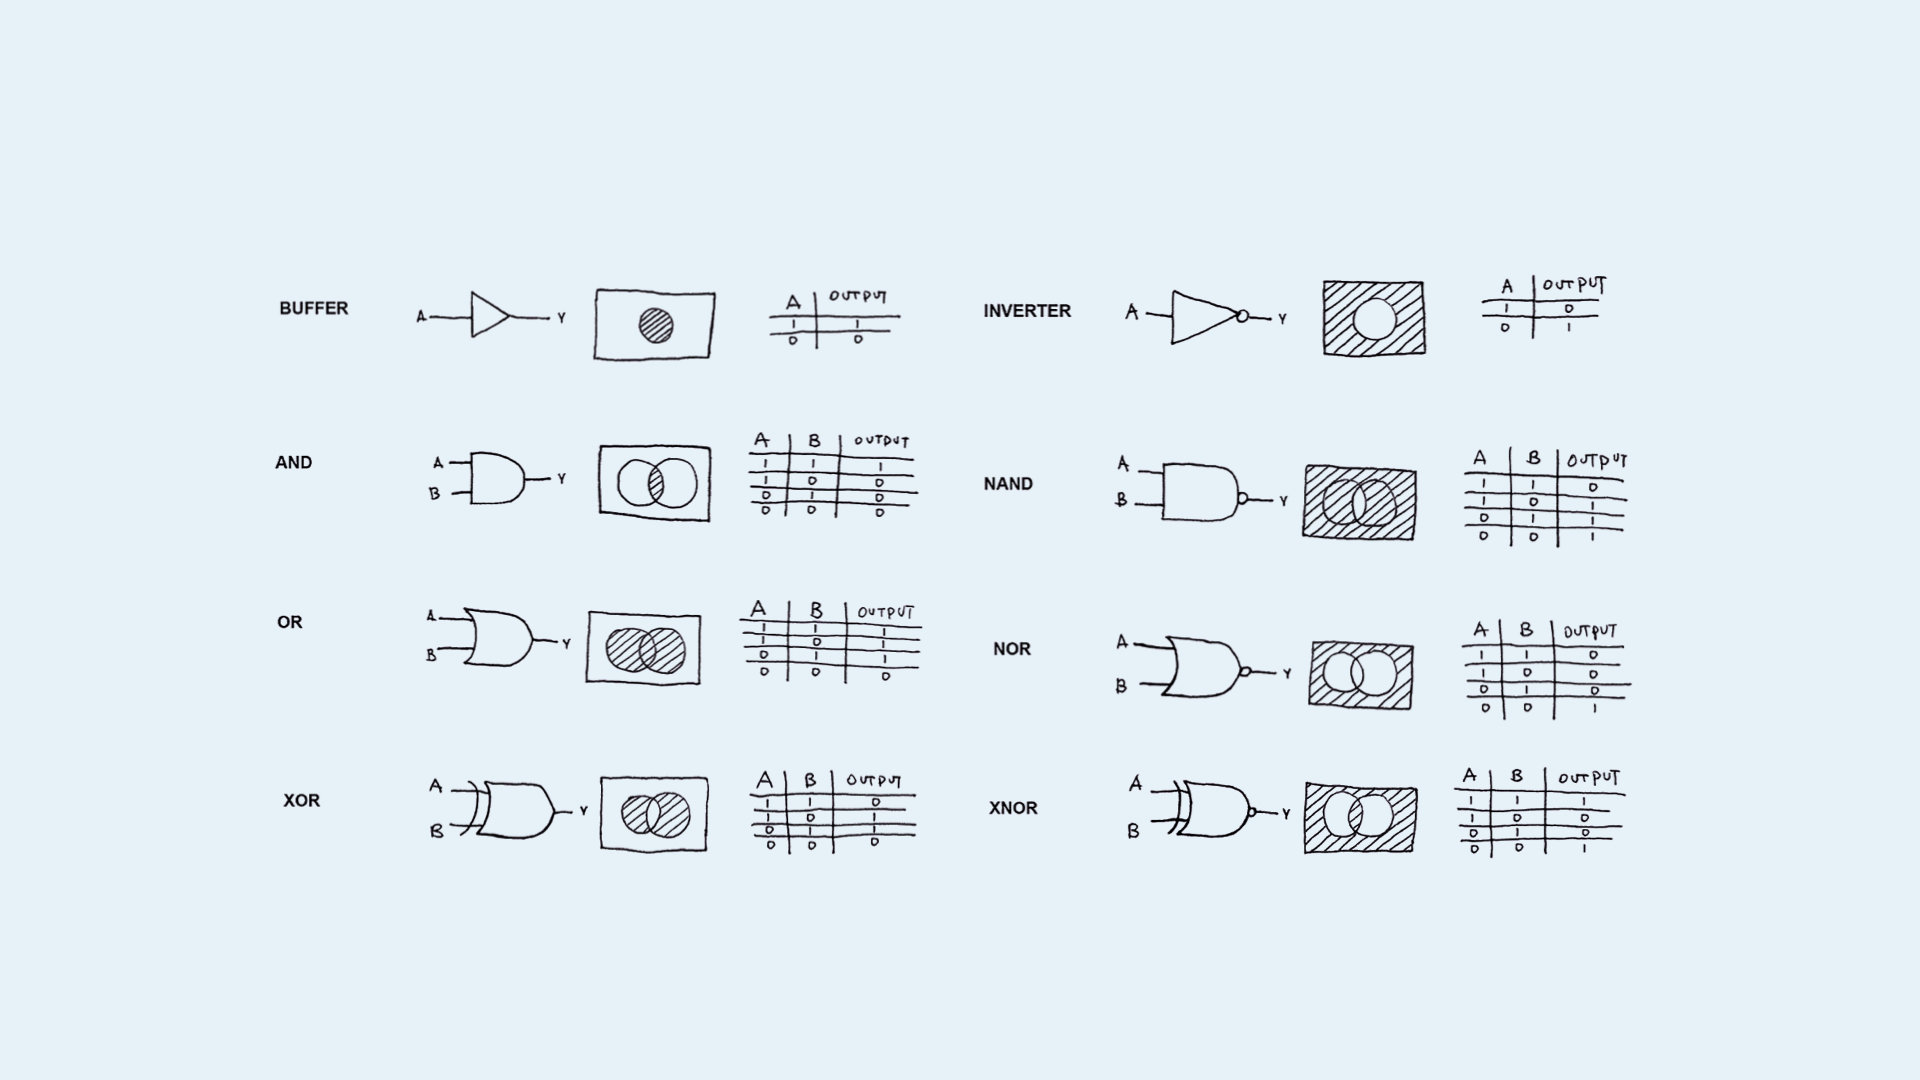 BUFFER
A Y
A OUTPUT
1 1
0 0
INVERTER
A Y
A OUTPUT
1 0
0 1
AND
A
B
Y
A B OUTPUT
1 1 1
1 0 0
0 1 0
0 0 0
NAND
A
B
Y
A B OUTPUT
1 1 0
1 0 1
0 1 1
0 0 1
OR
A
B
Y
A B OUTPUT
1 1 1
1 0 1
0 1 1
0 0 0
NOR
A
B
Y
A B OUTPUT
1 1 0
1 0 0
0 1 0
0 0 1
XOR
A
B
Y
A B OUTPUT
1 1 0
1 0 1
0 1 1
0 0 0
XNOR
A
B
Y
A B OUTPUT
1 1 1
1 0 0
0 1 0
0 0 1